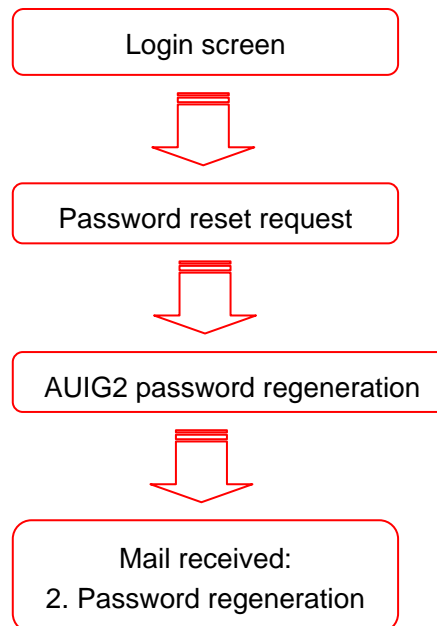 Login screen
Password reset request
AUIG2 password regeneration
Mail received:
2. Password regeneration